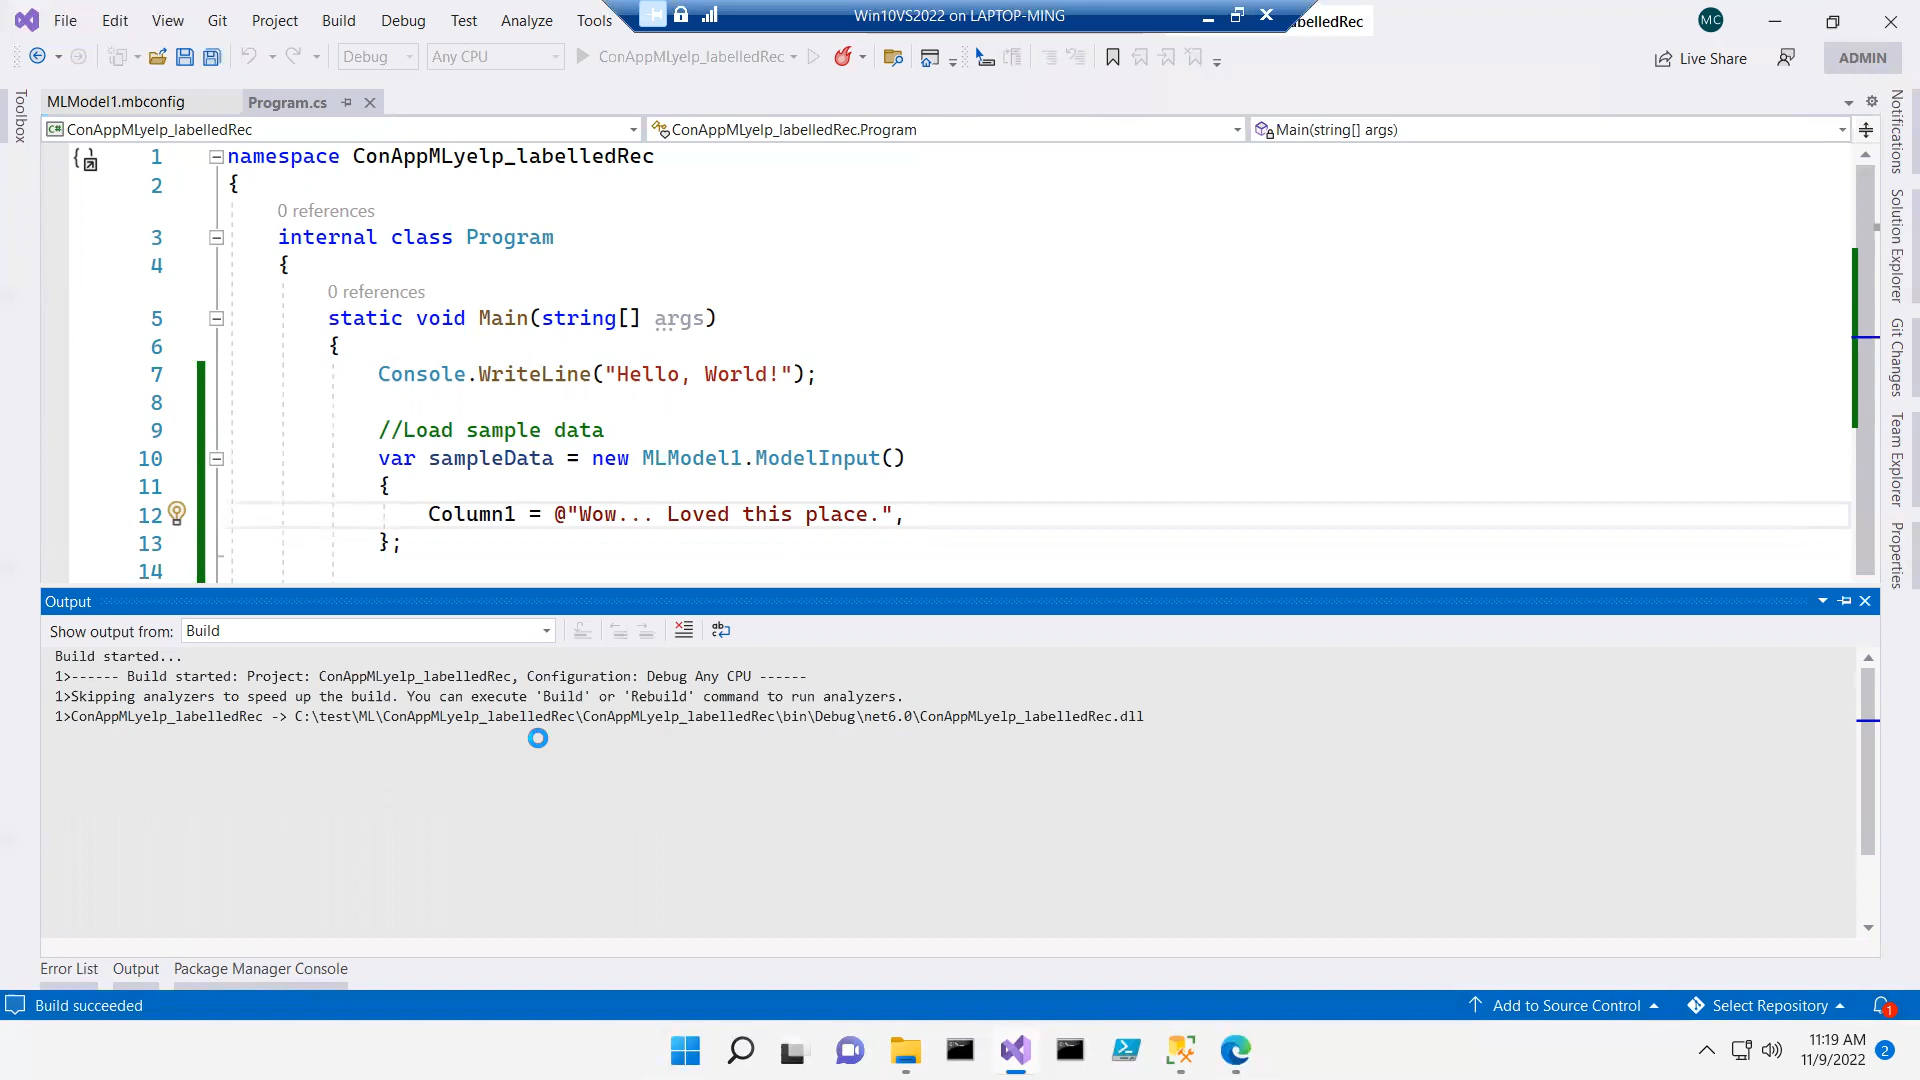 File Edit View Git Project Build Debug Test Analyze Tools
Win10VS2022 on LAPTOP-MING
belledRec
MC
Debug Any CPU ConAppMLyelp_labelledRec
Live Share
ADMIN
MLModel1.mbconfig
Program.cs
ConAppMLyelp_labelledRec
ConAppMLyelp_labelledRec.Program
Main(string[] args)
Toolbox
Notifications
Solution Explorer
Git Changes
Team Explorer
Properties
1 namespace ConAppMLyelp_labelledRec
2 {
0 references
3 internal class Program
4 {
0 references
5 static void Main(string[] args)
6 {
7 Console.WriteLine("Hello, World!");
8
9 //Load sample data
10 var sampleData = new MLModel1.ModelInput()
11 {
12 Column1 = @"Wow... Loved this place.",
13 };
14
Output
Show output from: Build
Build started...
1>------ Build started: Project: ConAppMLyelp_labelledRec, Configuration: Debug Any CPU ------
1>Skipping analyzers to speed up the build. You can execute 'Build' or 'Rebuild' command to run analyzers.
1>ConAppMLyelp_labelledRec -> C:\test\ML\ConAppMLyelp_labelledRec\ConAppMLyelp_labelledRec\bin\Debug\net6.0\ConAppMLyelp_labelledRec.dll
Error List Output Package Manager Console
Build succeeded
Add to Source Control
Select Repository
1
11:19 AM
11/9/2022
2